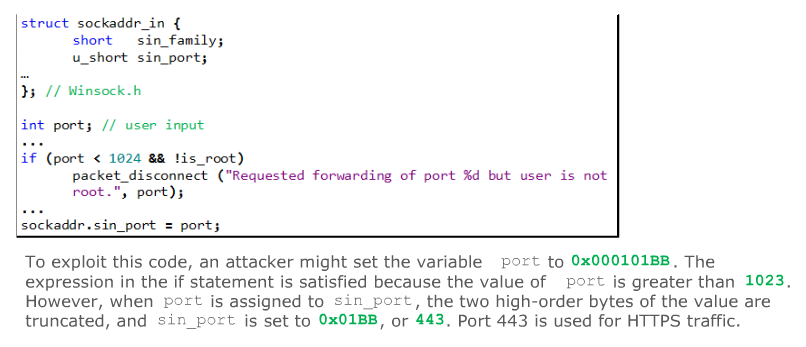 struct sockaddr_in {
short sin_family;
u_short sin_port;
…
}; // Winsock.h
int port; // user input
...
if (port < 1024 && !is_root)
packet_disconnect ("Requested forwarding of port %d but user is not
root.", port);
...
sockaddr.sin_port = port;
To exploit this code, an attacker might set the variable port to 0x000101BB. The
expression in the if statement is satisfied because the value of port is greater than 1023.
However, when port is assigned to sin_port, the two high-order bytes of the value are
truncated, and sin_port is set to 0x01BB, or 443. Port 443 is used for HTTPS traffic.